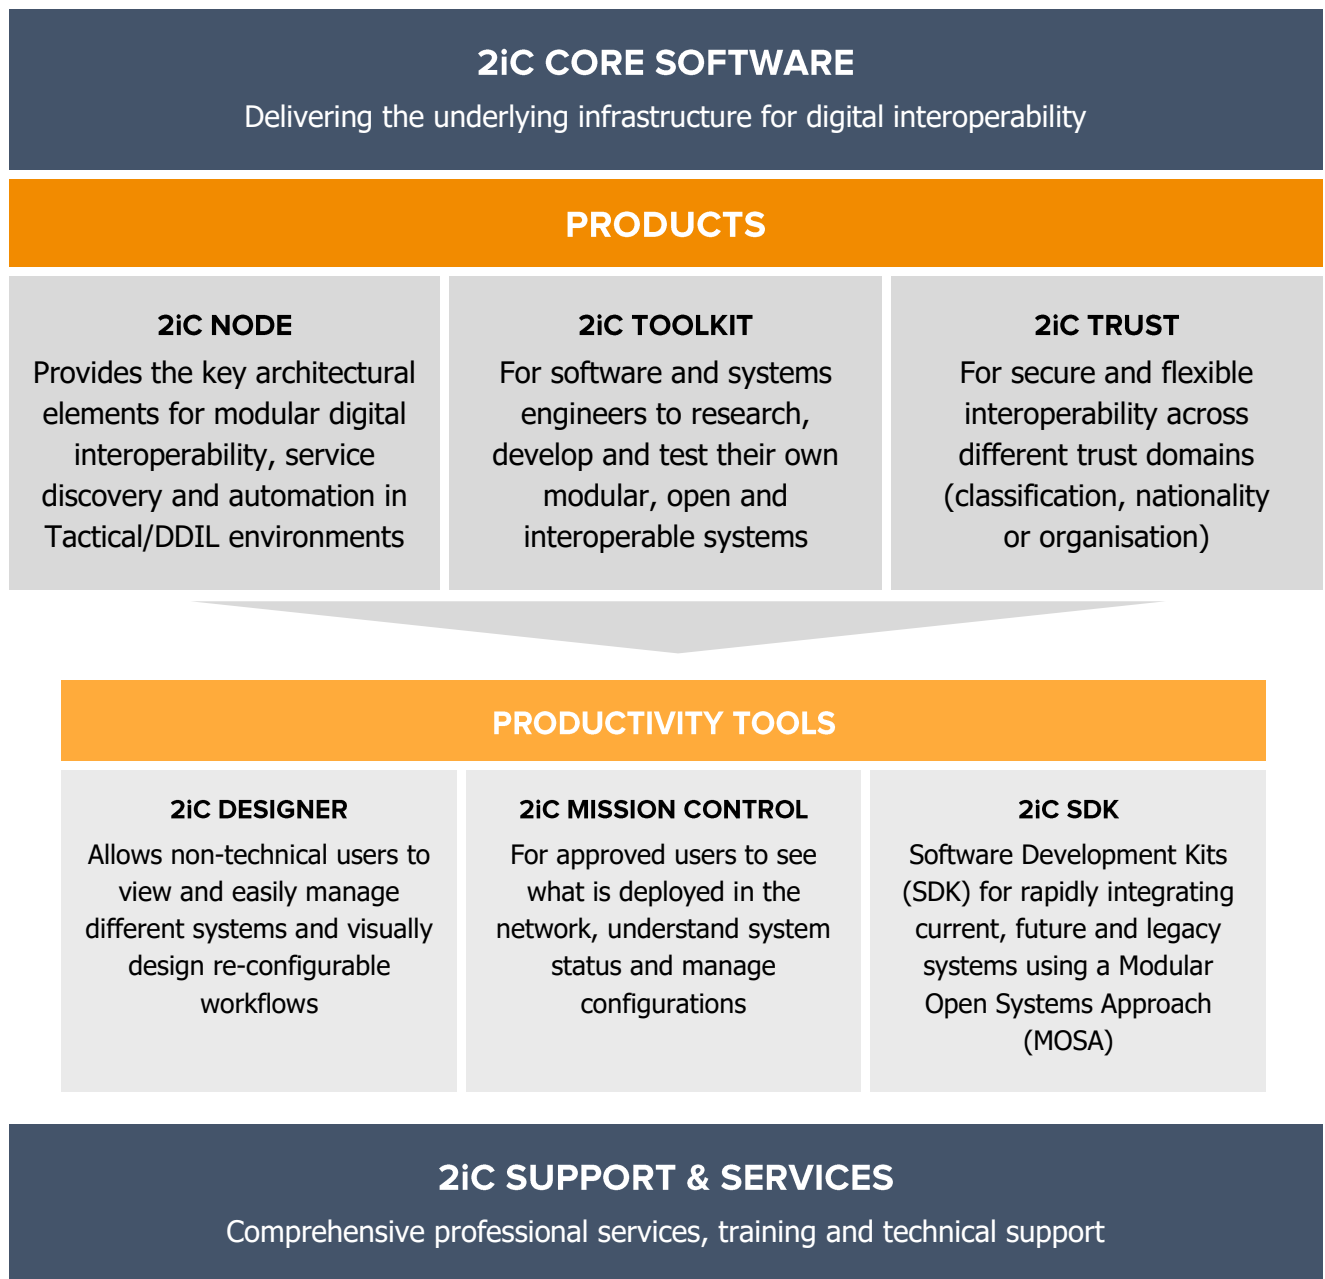 2iC CORE SOFTWARE
Delivering the underlying infrastructure for digital interoperability
PRODUCTS
2iC NODE
Provides the key architectural
elements for modular digital
interoperability, service
discovery and automation in
Tactical/DDIL environments
2iC TOOLKIT
For software and systems
engineers to research,
develop and test their own
modular, open and
interoperable systems
2iC TRUST
For secure and flexible
interoperability across
different trust domains
(classification, nationality
or organisation)
PRODUCTIVITY TOOLS
2iC DESIGNER
Allows non-technical users to
view and easily manage
different systems and visually
design re-configurable
workflows
2iC MISSION CONTROL
For approved users to see
what is deployed in the
network, understand system
status and manage
configurations
2iC SDK
Software Development Kits
(SDK) for rapidly integrating
current, future and legacy
systems using a Modular
Open Systems Approach
(MOSA)
2iC SUPPORT & SERVICES
Comprehensive professional services, training and technical support